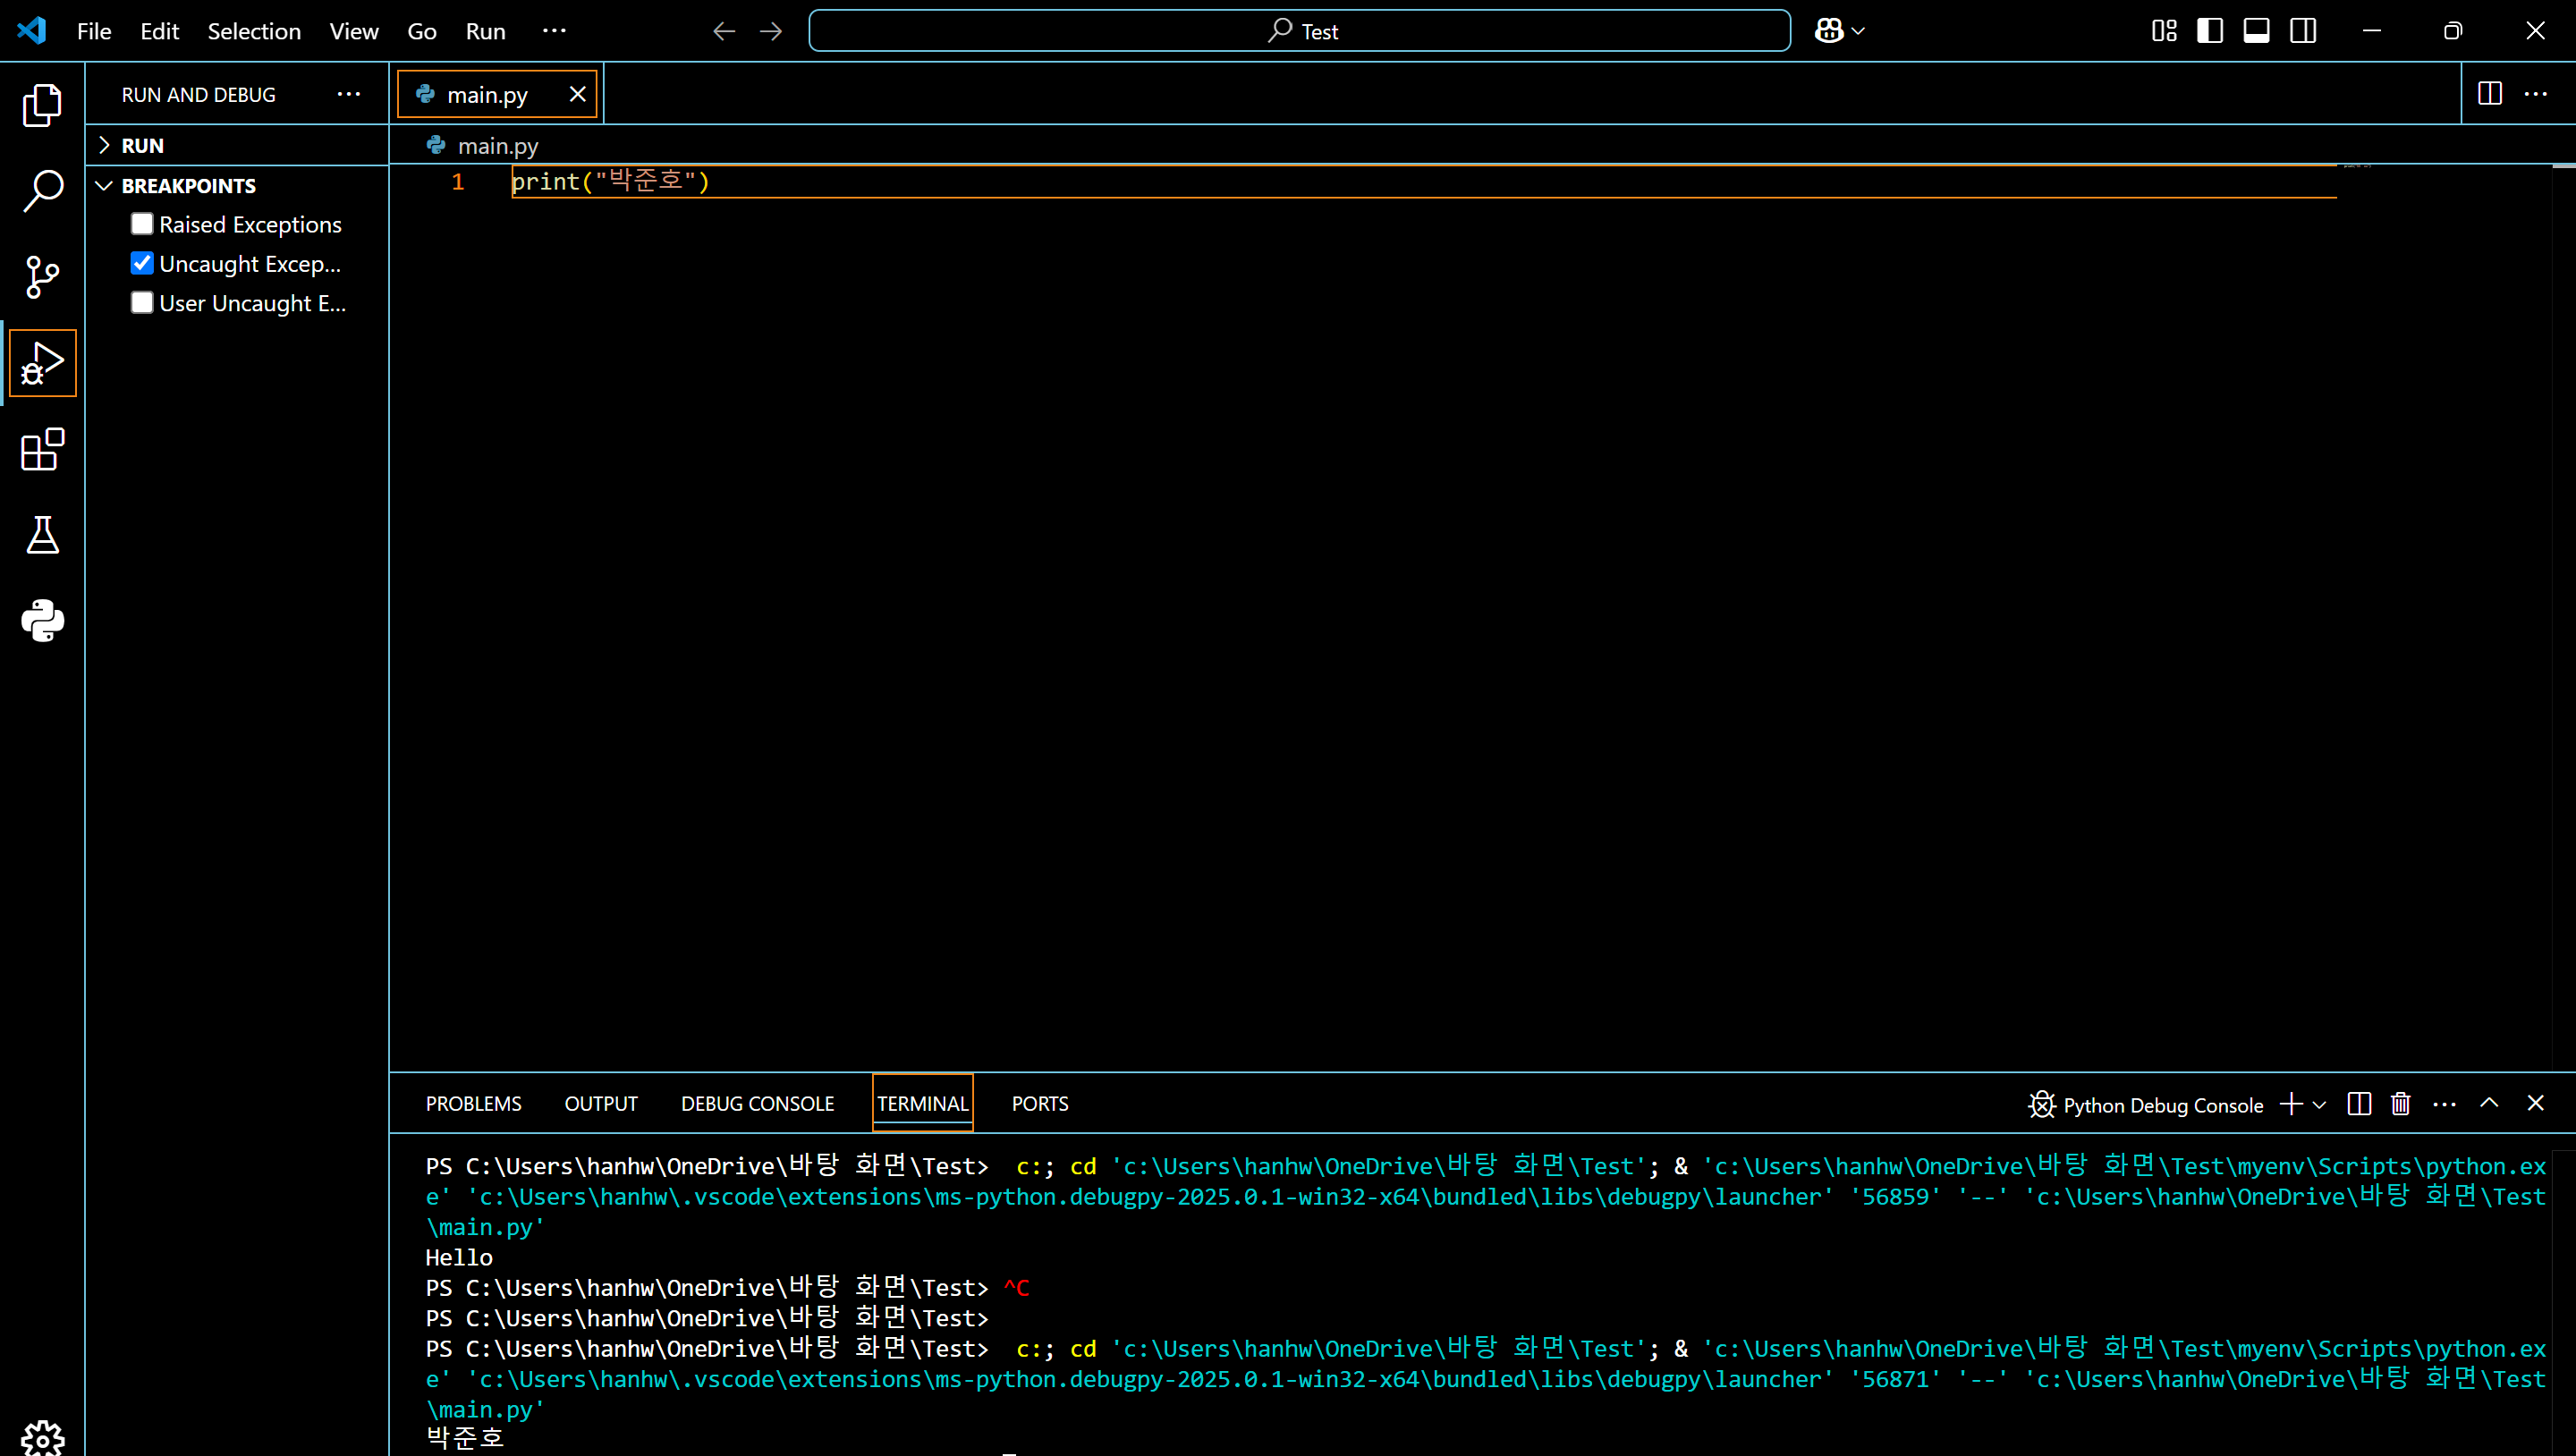 File Edit Selection View Go Run ··· Test
RUN AND DEBUG ···
RUN
BREAKPOINTS
Raised Exceptions
Uncaught Excep...
User Uncaught E...
main.py
main.py
1 print("박준호")
PROBLEMS OUTPUT DEBUG CONSOLE TERMINAL PORTS Python Debug Console
PS C:\Users\hanhw\OneDrive\바탕 화면\Test>  c:; cd 'c:\Users\hanhw\OneDrive\바탕 화면\Test'; & 'c:\Users\hanhw\OneDrive\바탕 화면\Test\myenv\Scripts\python.ex
e' 'c:\Users\hanhw\.vscode\extensions\ms-python.debugpy-2025.0.1-win32-x64\bundled\libs\debugpy\launcher' '56859' '--' 'c:\Users\hanhw\OneDrive\바탕 화면\Test
\main.py'
Hello
PS C:\Users\hanhw\OneDrive\바탕 화면\Test> ^C
PS C:\Users\hanhw\OneDrive\바탕 화면\Test>
PS C:\Users\hanhw\OneDrive\바탕 화면\Test>  c:; cd 'c:\Users\hanhw\OneDrive\바탕 화면\Test'; & 'c:\Users\hanhw\OneDrive\바탕 화면\Test\myenv\Scripts\python.ex
e' 'c:\Users\hanhw\.vscode\extensions\ms-python.debugpy-2025.0.1-win32-x64\bundled\libs\debugpy\launcher' '56871' '--' 'c:\Users\hanhw\OneDrive\바탕 화면\Test
\main.py'
박준호